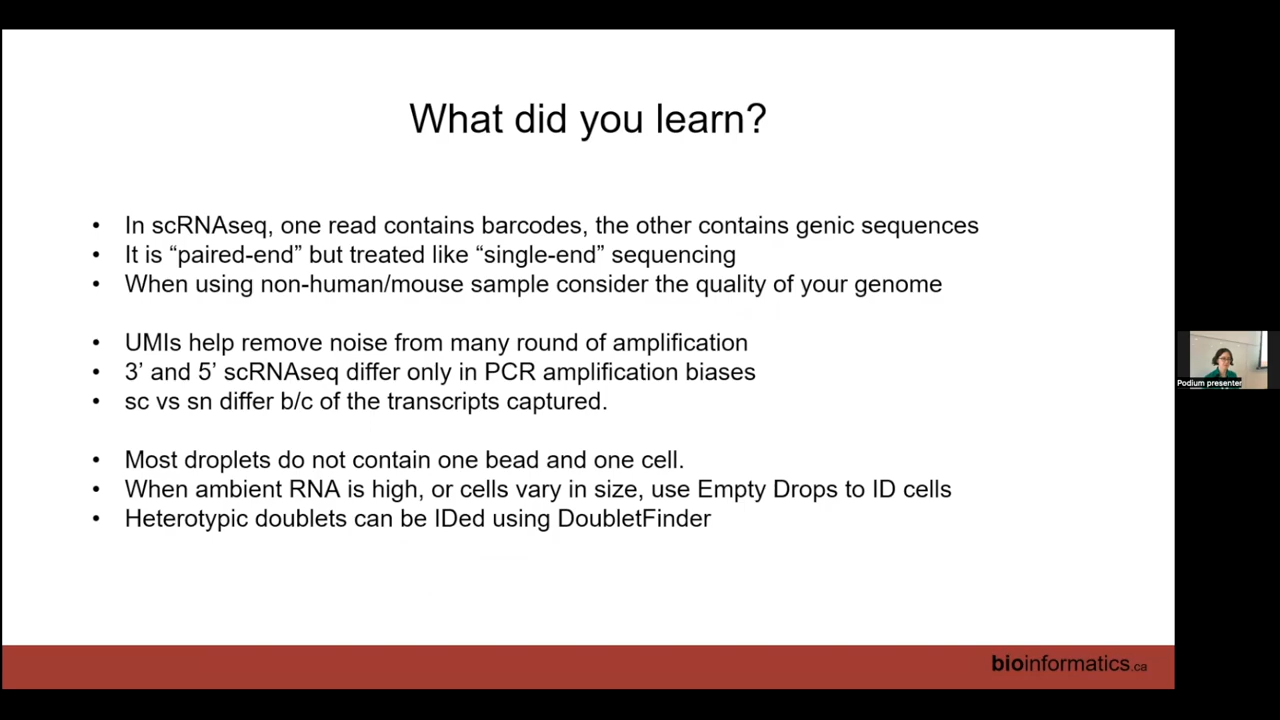 What did you learn?
• In scRNAseq, one read contains barcodes, the other contains genic sequences
• It is “paired-end” but treated like “single-end” sequencing
• When using non-human/mouse sample consider the quality of your genome
• UMIs help remove noise from many round of amplification
• 3’ and 5’ scRNAseq differ only in PCR amplification biases
• sc vs sn differ b/c of the transcripts captured.
• Most droplets do not contain one bead and one cell.
• When ambient RNA is high, or cells vary in size, use Empty Drops to ID cells
• Heterotypic doublets can be IDed using DoubletFinder
Podium presenter
bioinformatics.ca